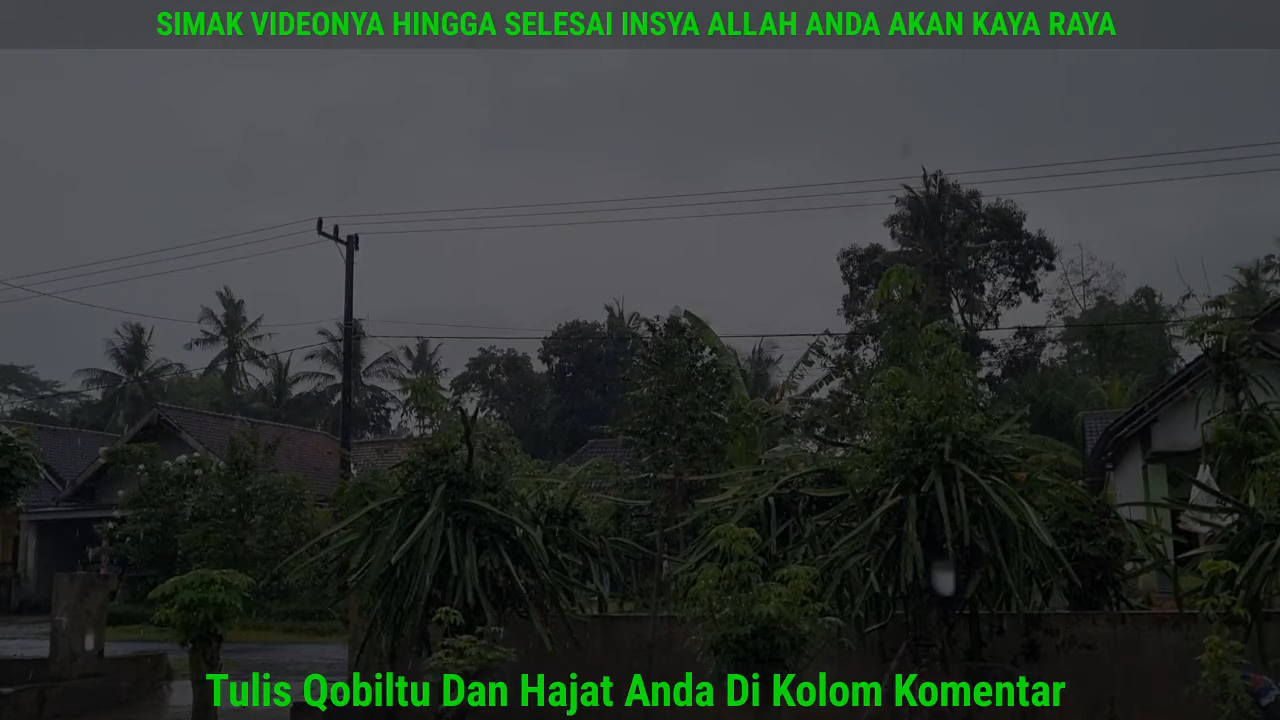 SIMAK VIDEONYA HINGGA SELESAI INSYA ALLAH ANDA AKAN KAYA RAYA
Tulis Qobiltu Dan Hajat Anda Di Kolom Komentar